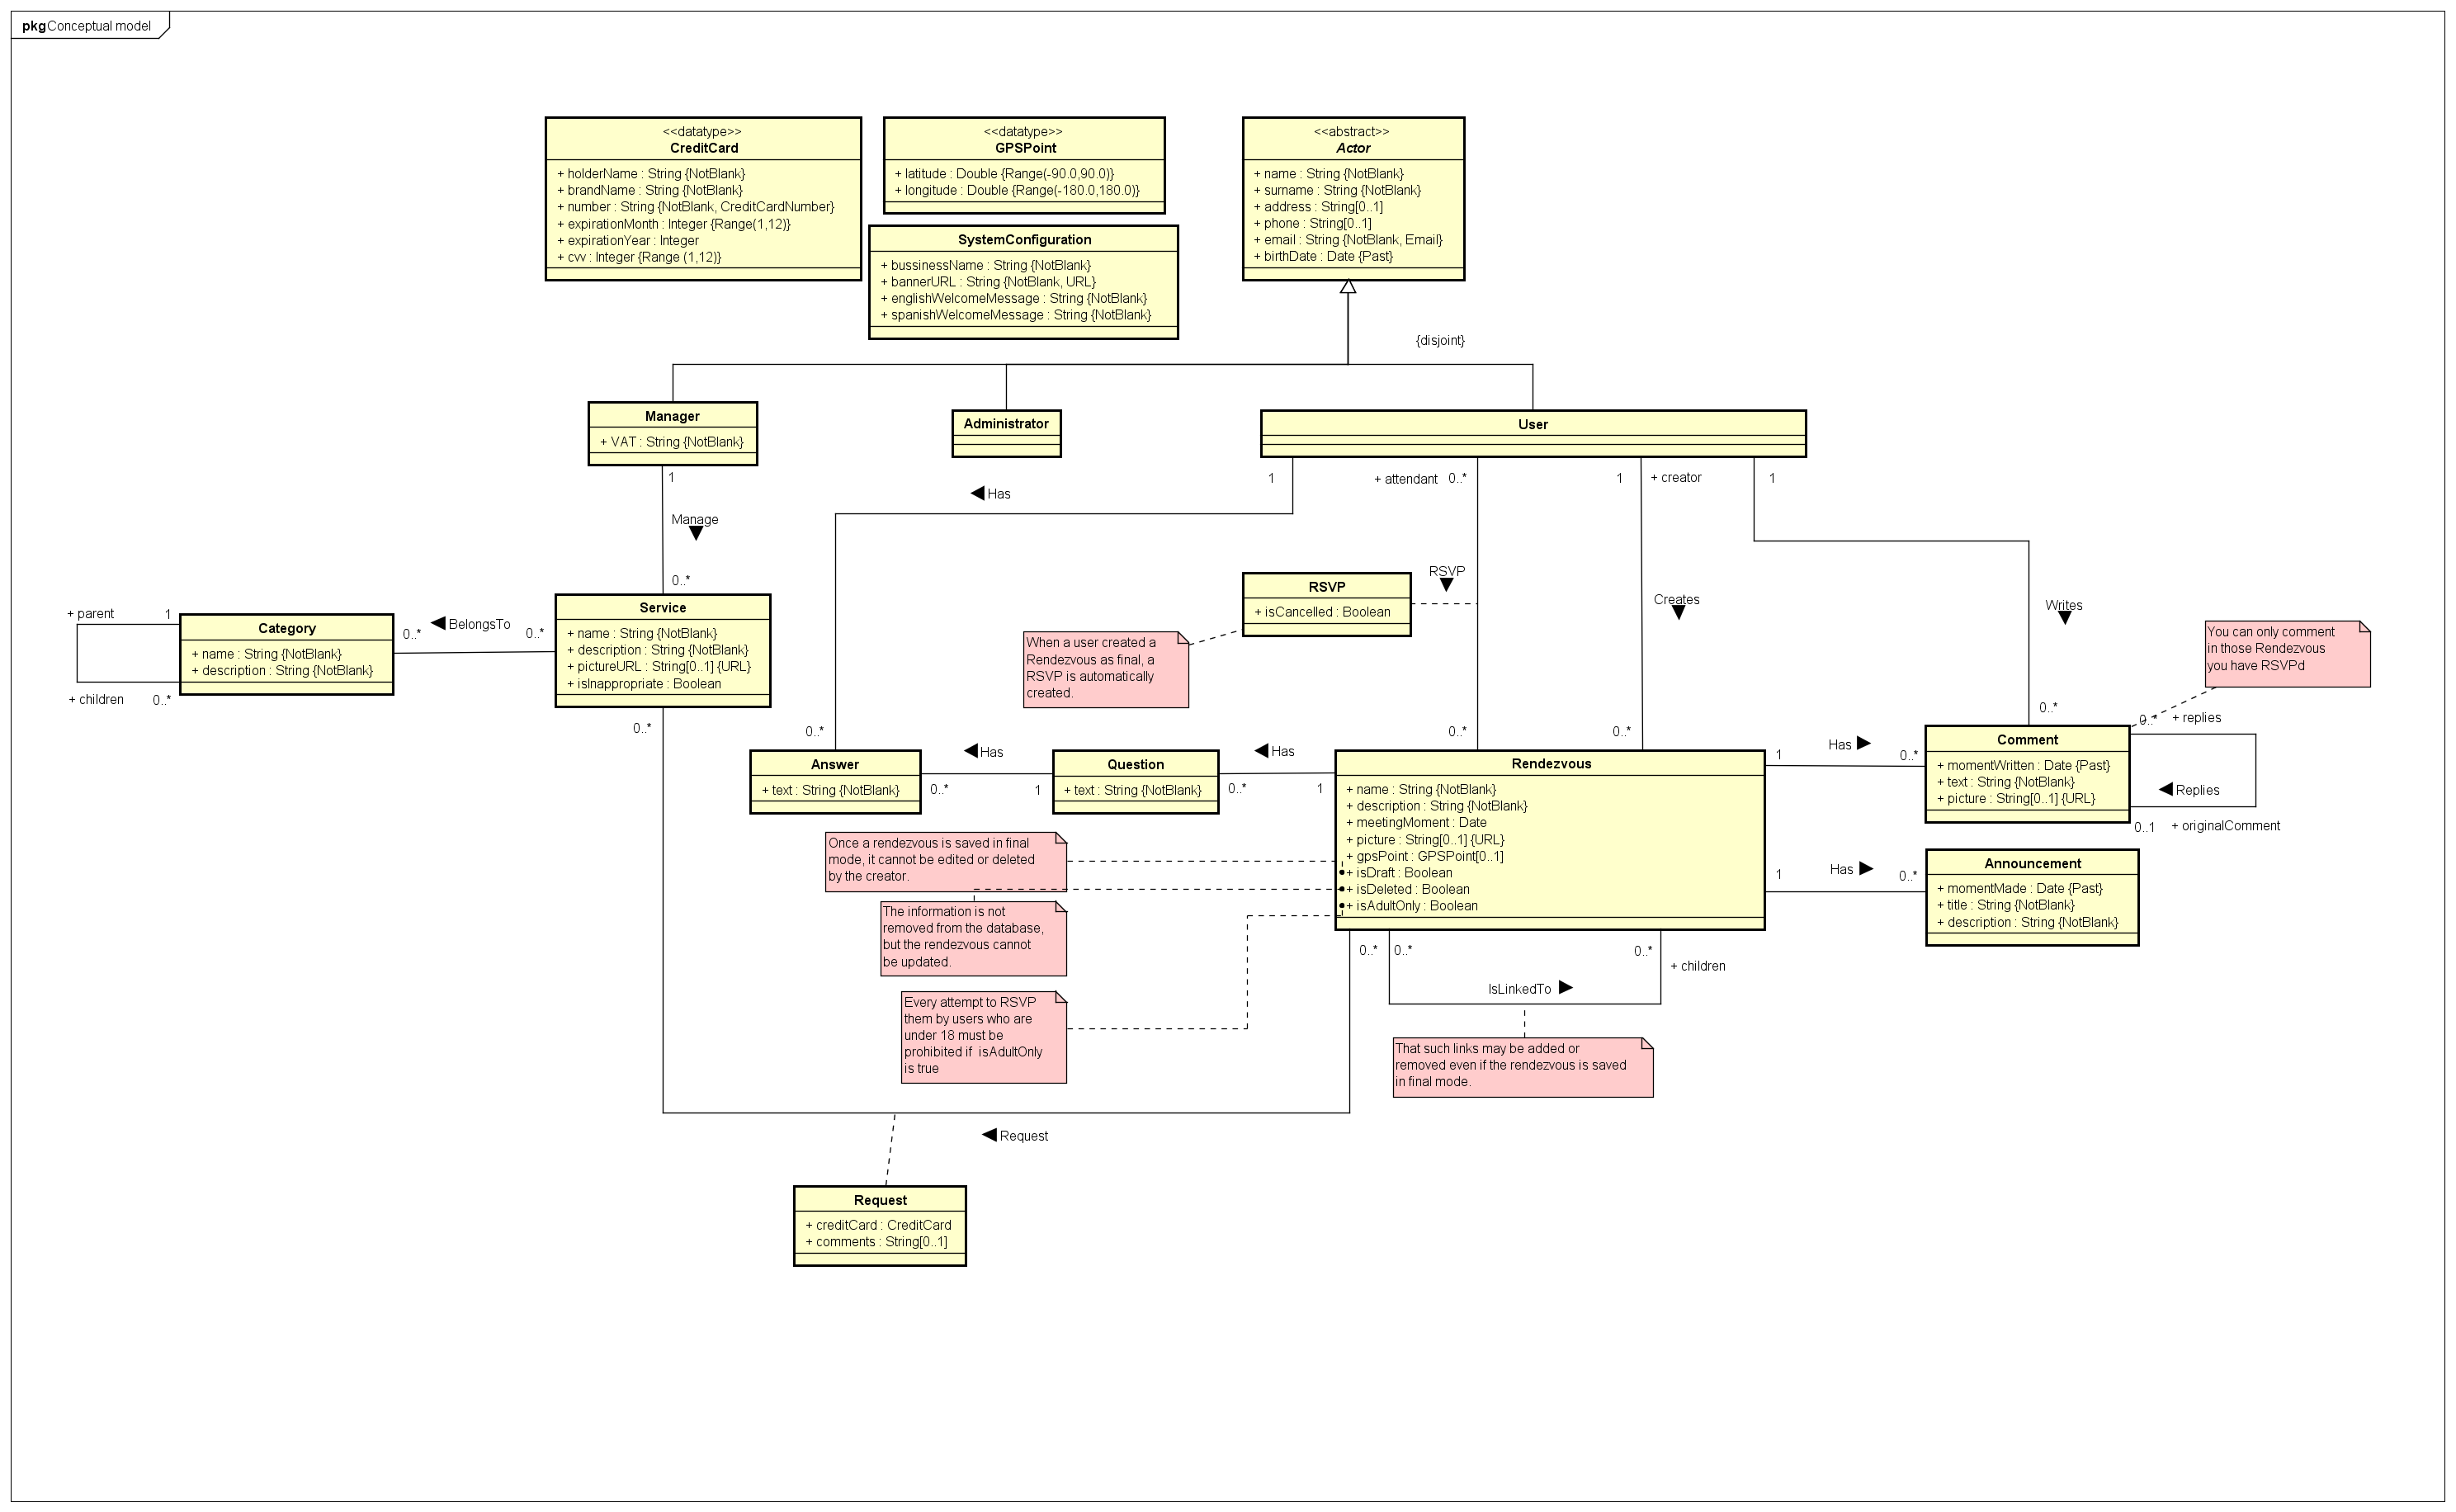 pkg Conceptual model
<<datatype>>
CreditCard
+ holderName : String {NotBlank}
+ brandName : String {NotBlank}
+ number : String {NotBlank, CreditCardNumber}
+ expirationMonth : Integer {Range(1,12)}
+ expirationYear : Integer
+ cvv : Integer {Range (1,12)}
<<datatype>>
GPSPoint
+ latitude : Double {Range(-90.0,90.0)}
+ longitude : Double {Range(-180.0,180.0)}
<<abstract>>
Actor
+ name : String {NotBlank}
+ surname : String {NotBlank}
+ address : String[0..1]
+ phone : String[0..1]
+ email : String {NotBlank, Email}
+ birthDate : Date {Past}
SystemConfiguration
+ bussinessName : String {NotBlank}
+ bannerURL : String {NotBlank, URL}
+ englishWelcomeMessage : String {NotBlank}
+ spanishWelcomeMessage : String {NotBlank}
{disjoint}
Manager
+ VAT : String {NotBlank}
Administrator
User
1
Manage
0..*
1
Has
+ attendant 0..*
1 + creator
1
RSVP
Creates
Writes
RSVP
+ isCancelled : Boolean
When a user created a
Rendezvous as final, a
RSVP is automatically
created.
You can only comment
in those Rendezvous
you have RSVPd
+ parent 1
+ children 0..*
Category
+ name : String {NotBlank}
+ description : String {NotBlank}
BelongsTo
0..* 0..*
Service
+ name : String {NotBlank}
+ description : String {NotBlank}
+ pictureURL : String[0..1] {URL}
+ isInappropriate : Boolean
0..*
0..*
0..*
0..*
0..*
0..* + replies
Answer
+ text : String {NotBlank}
Has
0..* 1
Question
+ text : String {NotBlank}
Has
0..* 1
Rendezvous
+ name : String {NotBlank}
+ description : String {NotBlank}
+ meetingMoment : Date
+ picture : String[0..1] {URL}
+ gpsPoint : GPSPoint[0..1]
+ isDraft : Boolean
+ isDeleted : Boolean
+ isAdultOnly : Boolean
Has
1 0..*
Comment
+ momentWritten : Date {Past}
+ text : String {NotBlank}
+ picture : String[0..1] {URL}
Replies
0..1 + originalComment
Has
1 0..*
Announcement
+ momentMade : Date {Past}
+ title : String {NotBlank}
+ description : String {NotBlank}
Once a rendezvous is saved in final
mode, it cannot be edited or deleted
by the creator.
The information is not
removed from the database,
but the rendezvous cannot
be updated.
Every attempt to RSVP
them by users who are
under 18 must be
prohibited if isAdultOnly
is true
0..* 0..* 0..*
+ children
IsLinkedTo
That such links may be added or
removed even if the rendezvous is saved
in final mode.
Request
Request
+ creditCard : CreditCard
+ comments : String[0..1]